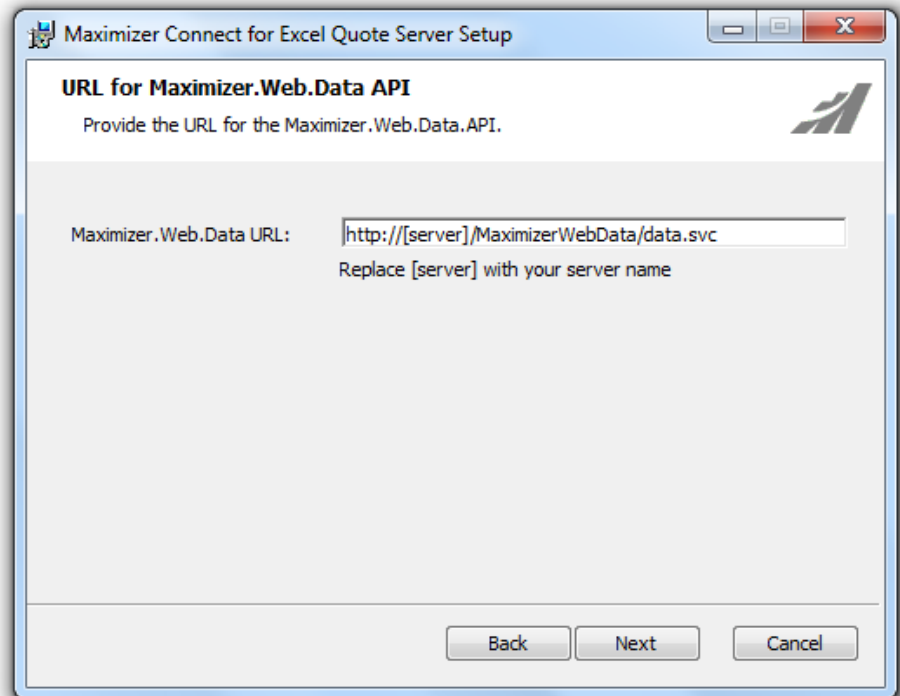 Maximizer Connect for Excel Quote Server Setup
URL for Maximizer.Web.Data API
Provide the URL for the Maximizer.Web.Data.API.
Maximizer.Web.Data URL: http://[server]/MaximizerWebData/data.svc
Replace [server] with your server name
Back Next Cancel